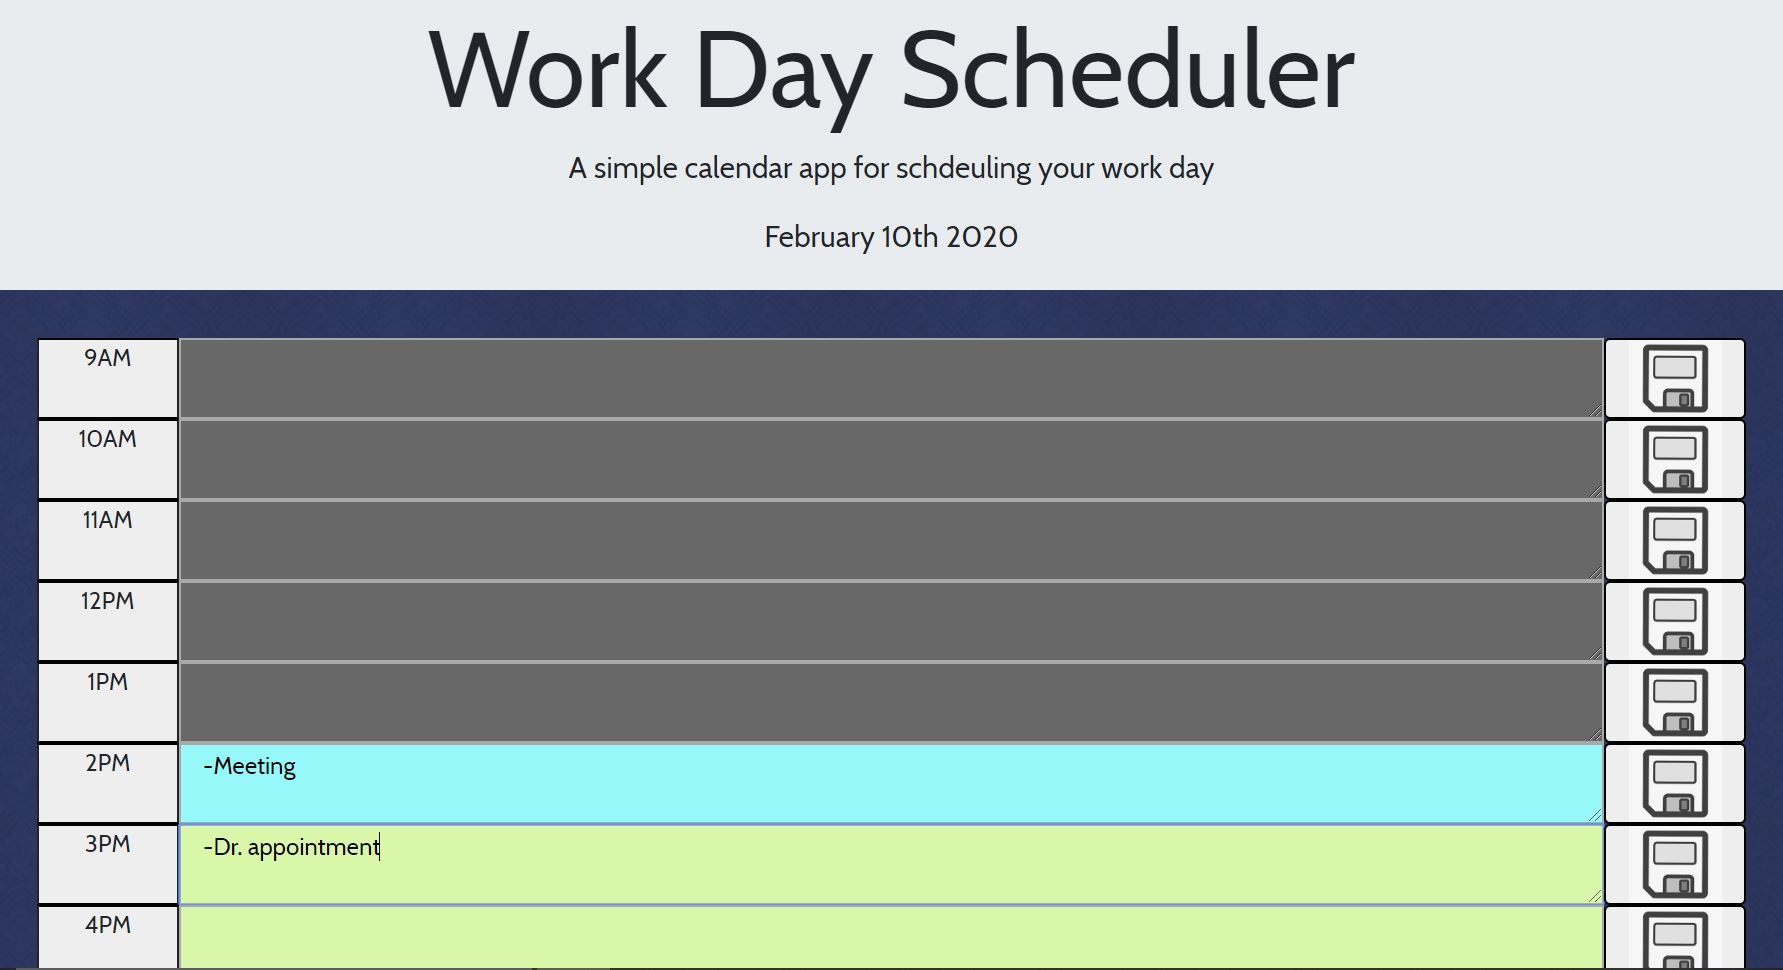 Work Day Scheduler
A simple calendar app for schdeuling your work day
February 10th 2020
9AM
10AM
11AM
12PM
1PM
2PM
-Meeting
3PM
-Dr. appointment
4PM